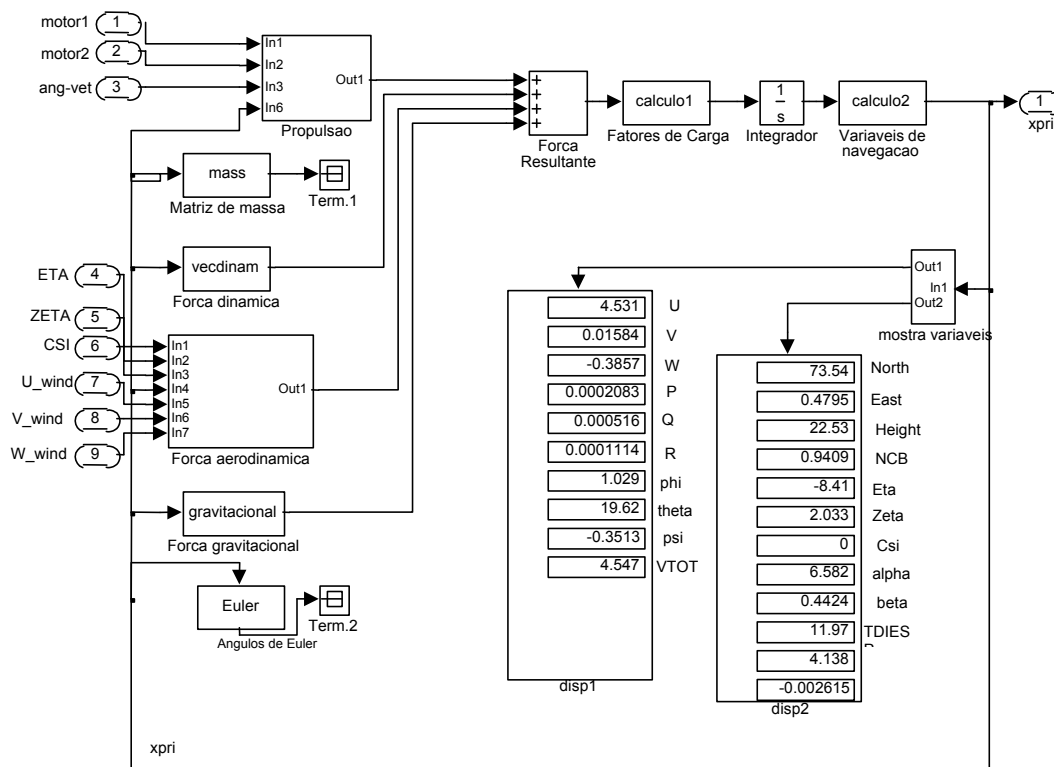 motor1
1
motor2
2
ang-vet
3
In1
In2
In3
In6
Out1
Propulsao
mass
Matriz de massa
Term.1
vecdinam
Forca dinamica
ETA
4
ZETA
5
CSI
6
U_wind
7
V_wind
8
W_wind
9
In1
In2
In3
In4
In5
In6
In7
Out1
Forca aerodinamica
gravitacional
Forca gravitacional
Euler
Angulos de Euler
Term.2
xpri
+
+
+
+
Forca
Resultante
calculo1
Fatores de Carga
1
s
Integrador
calculo2
Variaveis de
navegacao
1
xpri
Out1
In1
Out2
mostra variaveis
4.531 U
0.01584 V
-0.3857 W
0.0002083 P
0.000516 Q
0.0001114 R
1.029 phi
19.62 theta
-0.3513 psi
4.547 VTOT
disp1
73.54 North
0.4795 East
22.53 Height
0.9409 NCB
-8.41 Eta
2.033 Zeta
0 Csi
6.582 alpha
0.4424 beta
11.97 TDIES
4.138
-0.002615
disp2